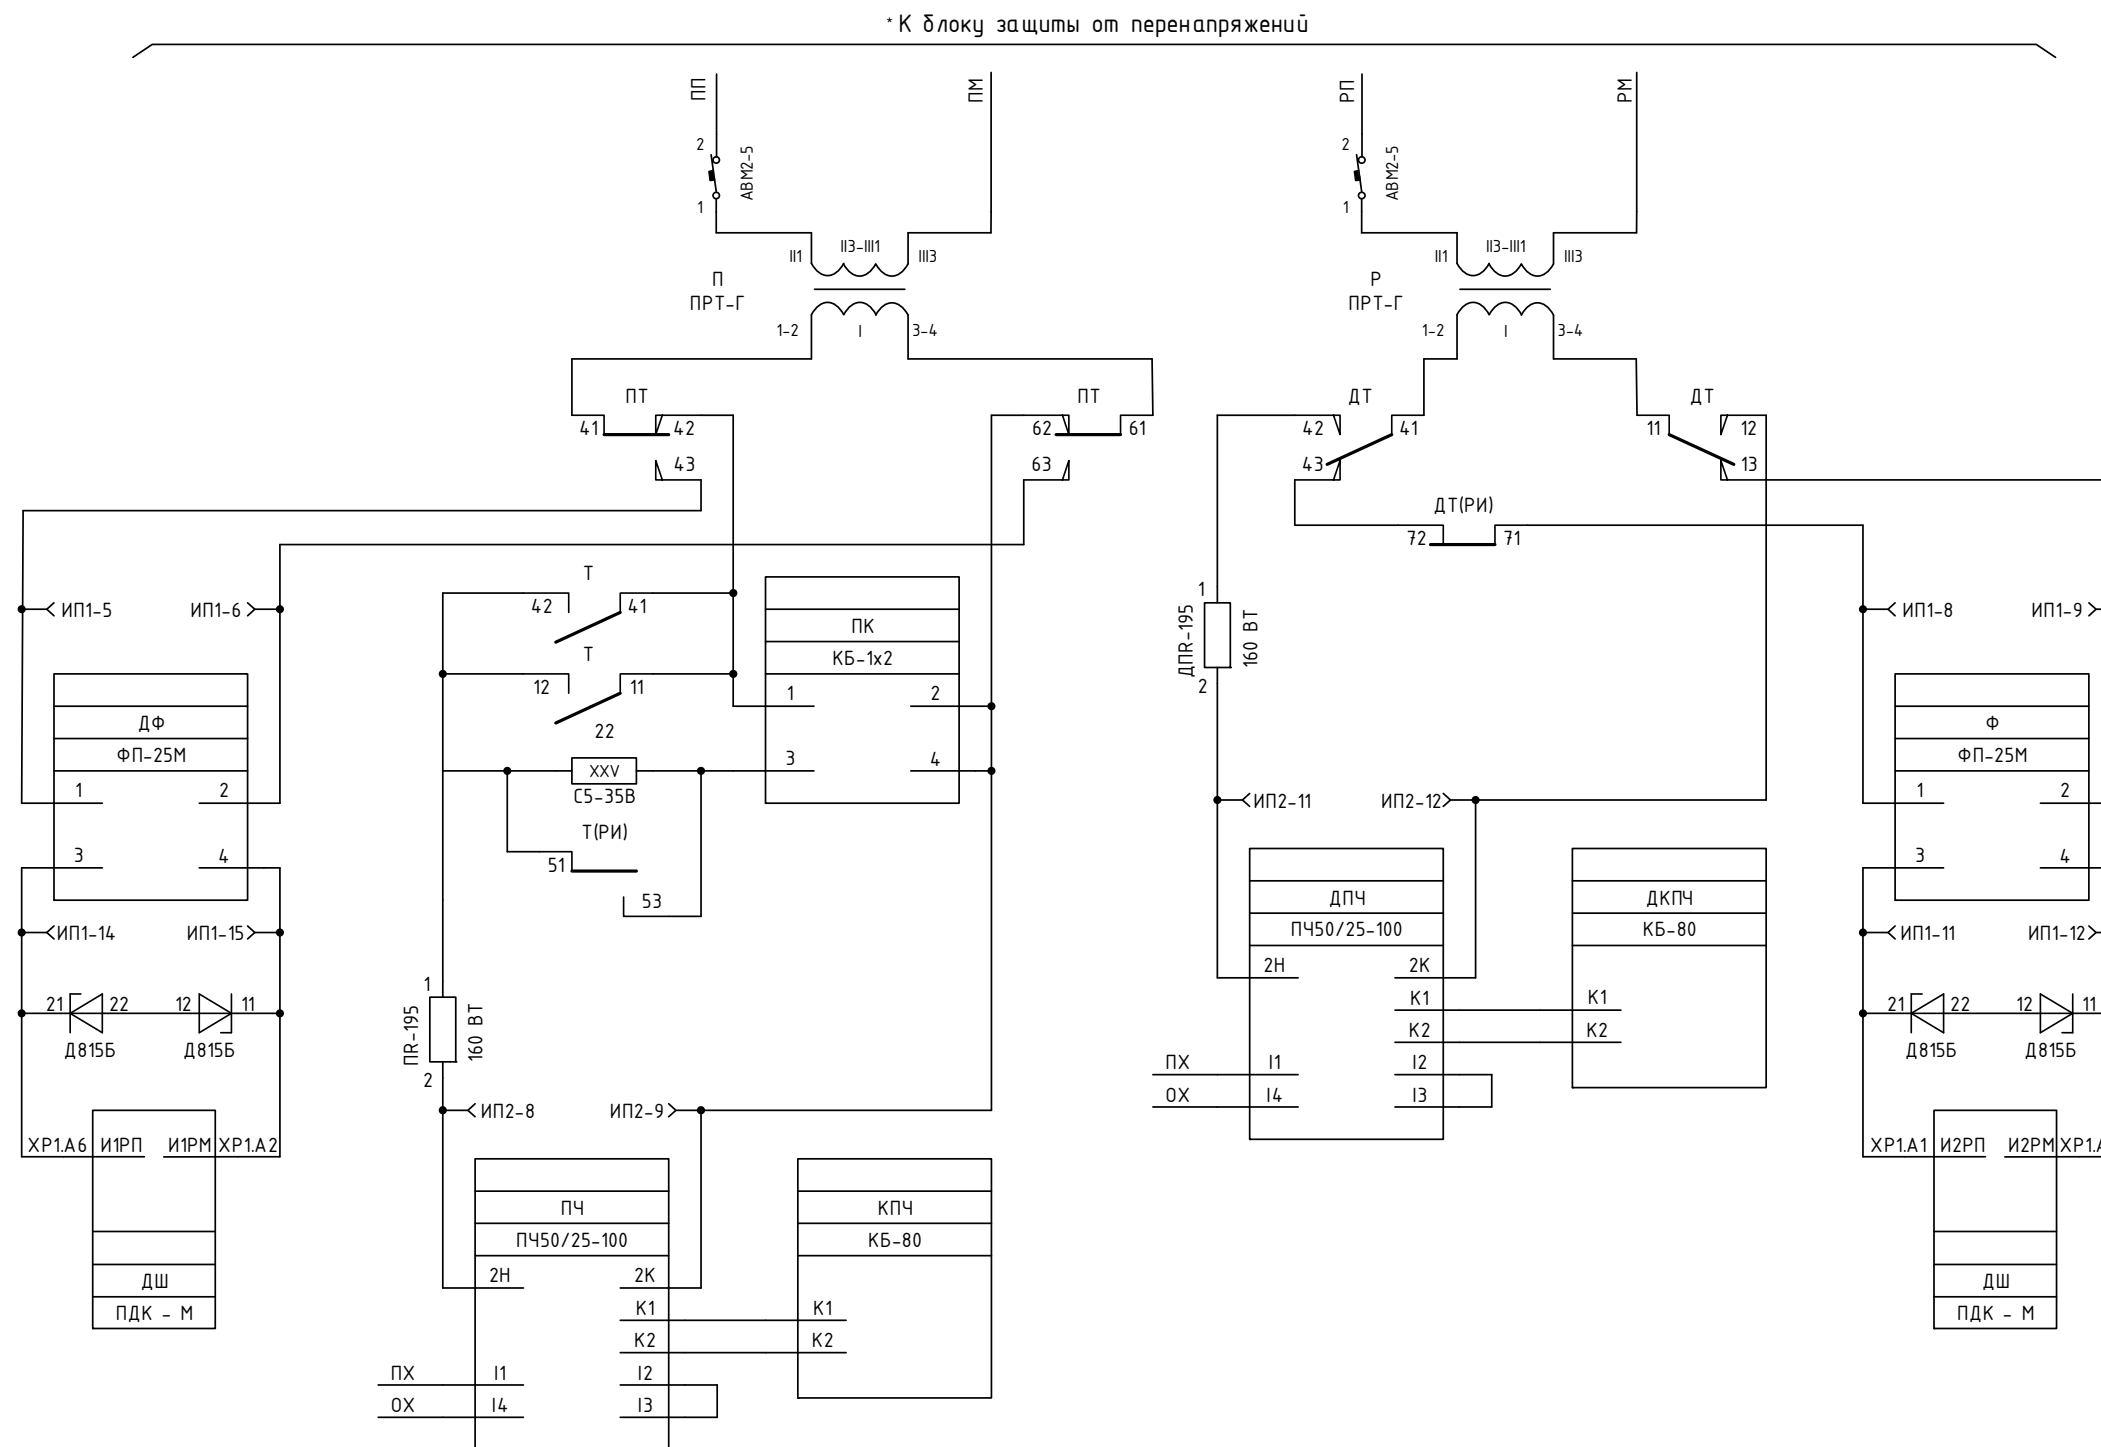 * К блоку защиты от перенапряжений
ПП
ПМ
РП
РМ
2
АВМ2-5
1
2
АВМ2-5
1
II1
II3-III1
III3
II1
II3-III1
III3
П
ПРТ-Г
Р
ПРТ-Г
1-2
I
3-4
1-2
I
3-4
ПТ
ПТ
ДТ
ДТ
41
42
43
62
61
63
42
41
43
11
12
13
ДТ(РИ)
72
71
Т
42
41
Т
12
11
22
XXV
С5-35В
Т(РИ)
51
53
ПК
КБ-1х2
1
2
3
4
ИП1-5
ИП1-6
ДФ
ФП-25М
1
2
3
4
ИП1-14
ИП1-15
21
22
12
11
Д815Б
Д815Б
ХР1.А6
И1РП
И1РМ
ХР1.А2
ДШ
ПДК - М
1
ПR-195
160 ВТ
2
ИП2-8
ИП2-9
ПЧ
ПЧ50/25-100
2Н
2К
К1
К2
ПХ
I1
I2
ОХ
I4
I3
КПЧ
КБ-80
К1
К2
1
ДПR-195
160 ВТ
2
ИП2-11
ИП2-12
ДПЧ
ПЧ50/25-100
2Н
2К
К1
К2
ПХ
I1
I2
ОХ
I4
I3
ДКПЧ
КБ-80
К1
К2
ИП1-8
ИП1-9
Ф
ФП-25М
1
2
3
4
ИП1-11
ИП1-12
21
22
12
11
Д815Б
Д815Б
ХР1.А1
И2РП
И2РМ
ДШ
ПДК - М